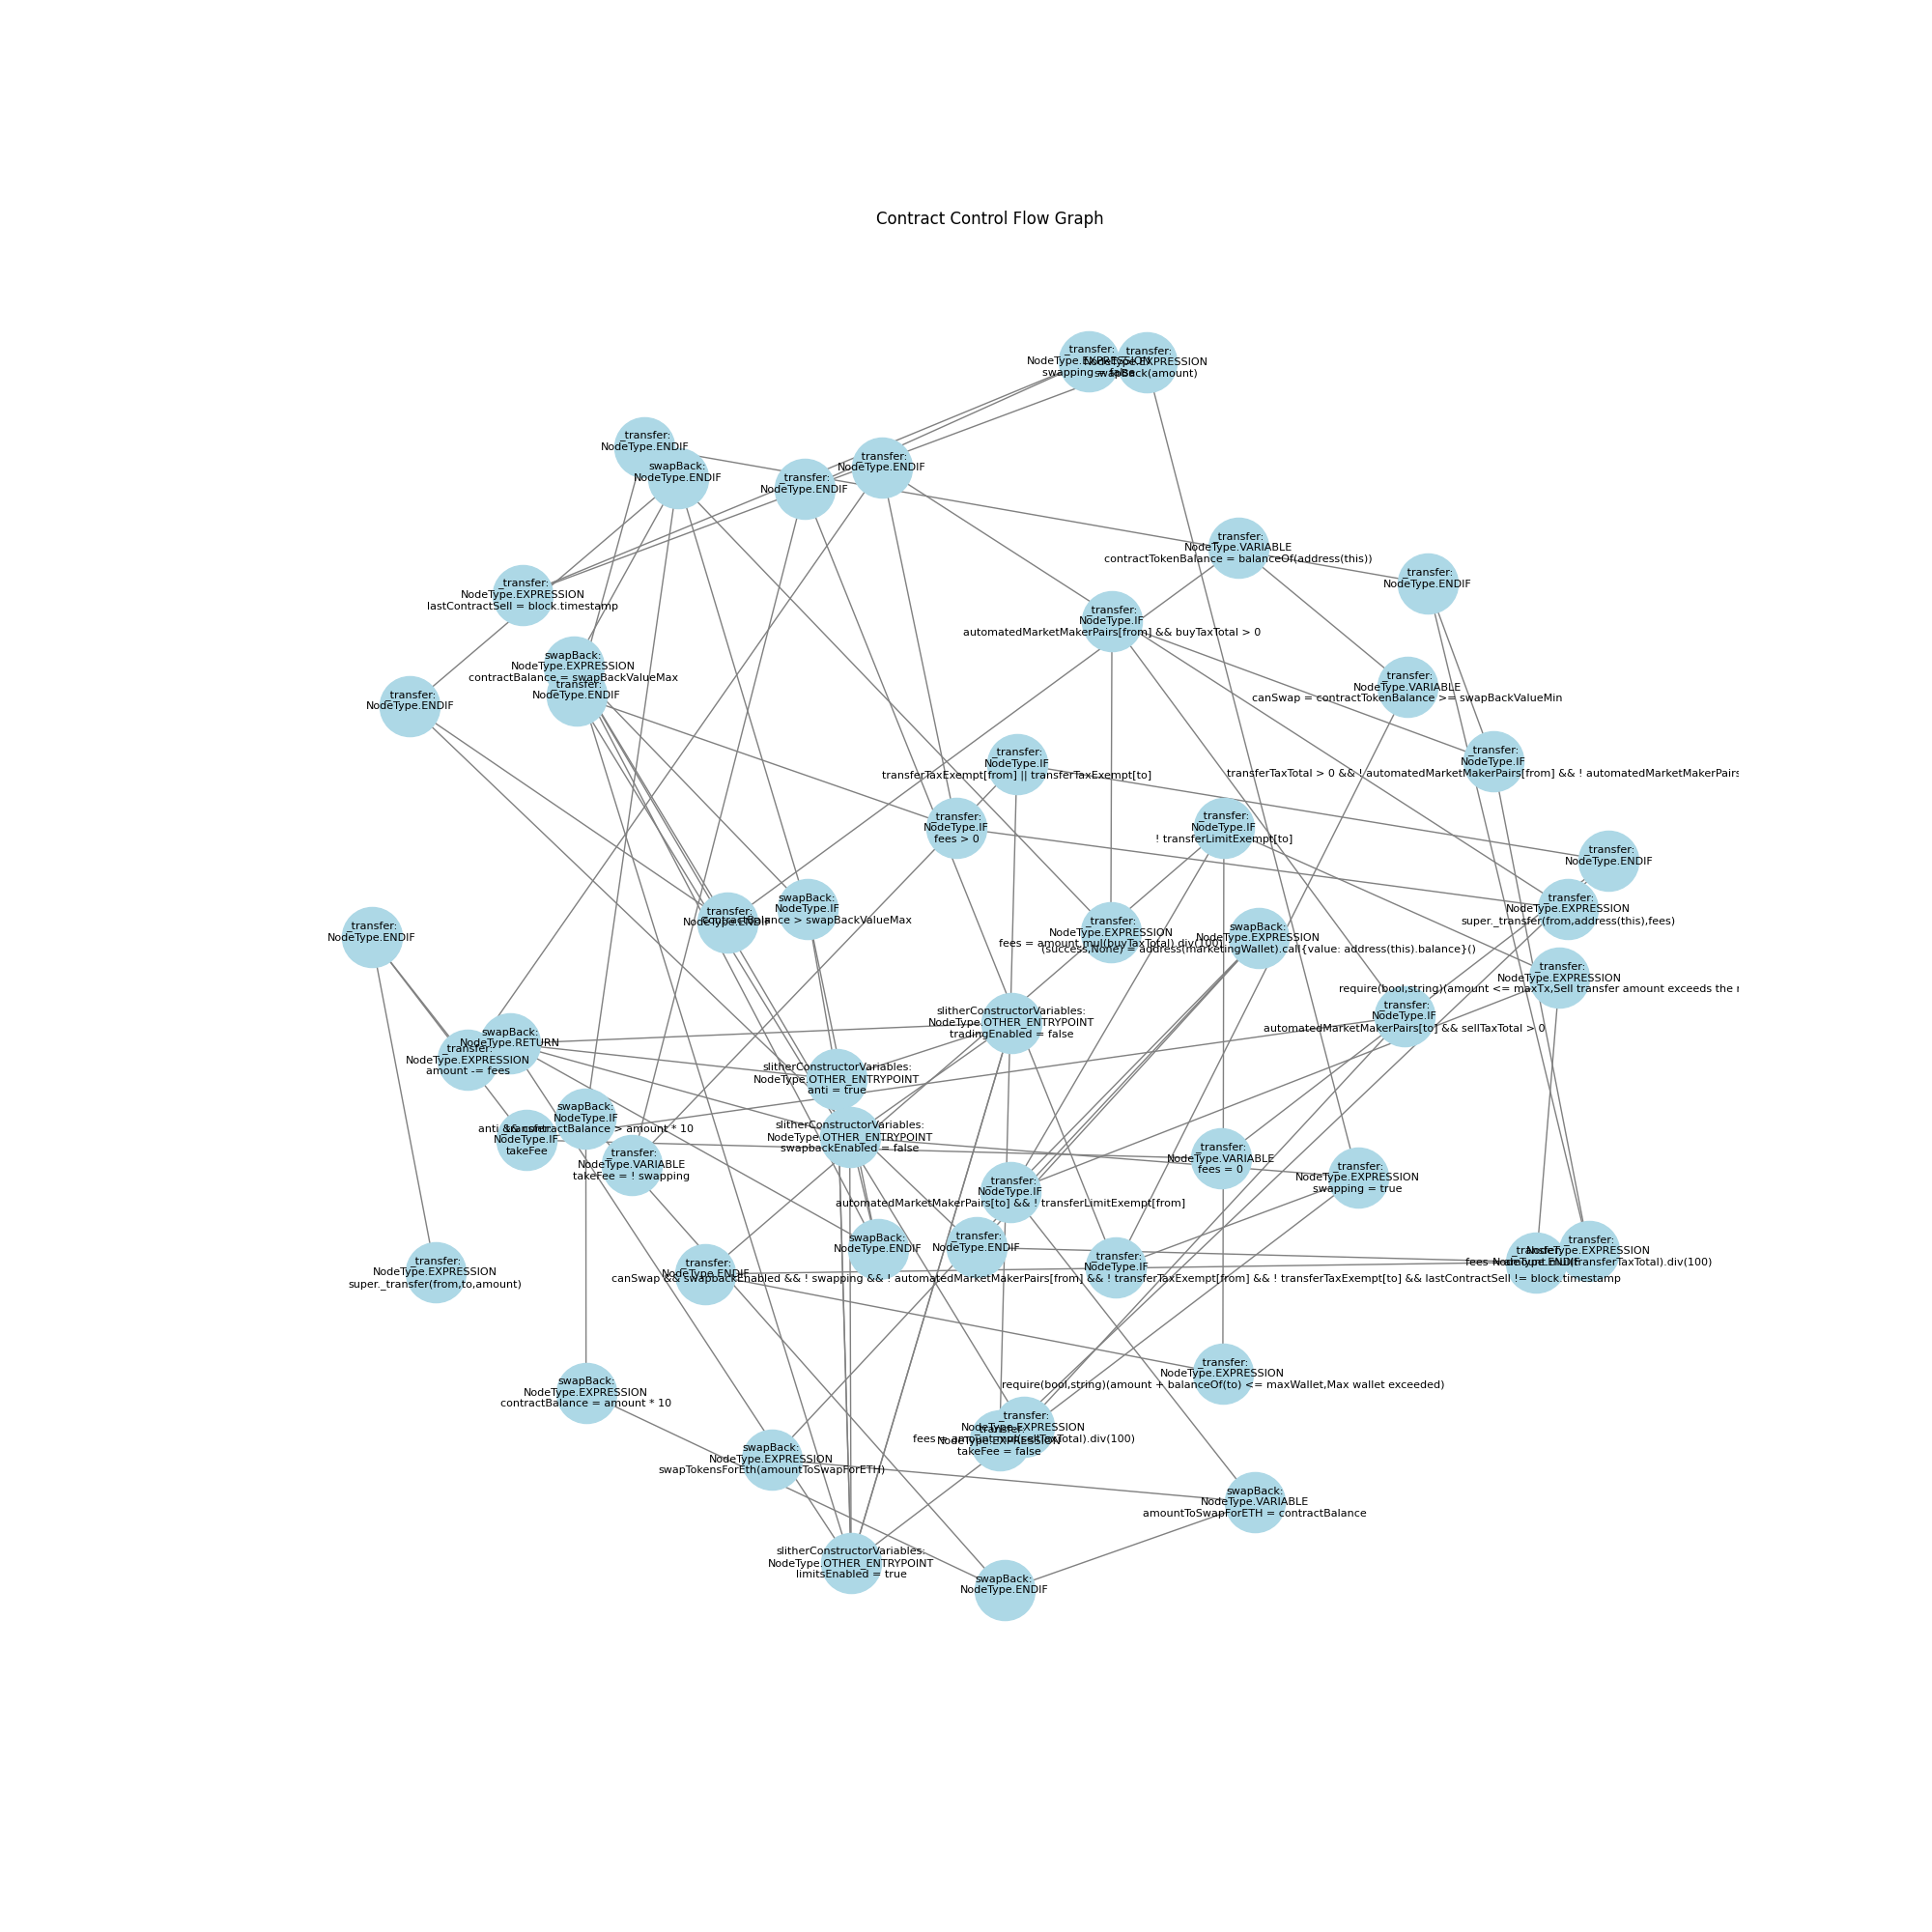 Contract Control Flow Graph
_transfer:
NodeType.EXPRESSION
swapping = false
_transfer:
NodeType.EXPRESSION
swapBack(amount)
_transfer:
NodeType.ENDIF
swapBack:
NodeType.ENDIF
_transfer:
NodeType.ENDIF
_transfer:
NodeType.ENDIF
_transfer:
NodeType.VARIABLE
contractTokenBalance = balanceOf(address(this))
_transfer:
NodeType.ENDIF
_transfer:
NodeType.EXPRESSION
lastContractSell = block.timestamp
_transfer:
NodeType.IF
automatedMarketMakerPairs[from] && buyTaxTotal > 0
swapBack:
NodeType.EXPRESSION
contractBalance = swapBackValueMax
_transfer:
NodeType.ENDIF
_transfer:
NodeType.ENDIF
_transfer:
NodeType.VARIABLE
canSwap = contractTokenBalance >= swapBackValueMin
_transfer:
NodeType.IF
transferTaxExempt[from] || transferTaxExempt[to]
_transfer:
NodeType.IF
transferTaxTotal > 0 && ! automatedMarketMakerPairs[from] && ! automatedMarketMakerPairs
_transfer:
NodeType.IF
fees > 0
_transfer:
NodeType.IF
! transferLimitExempt[to]
_transfer:
NodeType.ENDIF
swapBack:
NodeType.IF
contractBalance > swapBackValueMax
_transfer:
NodeType.ENDIF
_transfer:
NodeType.EXPRESSION
super._transfer(from,address(this),fees)
_transfer:
NodeType.ENDIF
_transfer:
NodeType.EXPRESSION
fees = amount.mul(buyTaxTotal).div(100)
swapBack:
NodeType.EXPRESSION
(success,None) = address(marketingWallet).call{value: address(this).balance}()
_transfer:
NodeType.EXPRESSION
require(bool,string)(amount <= maxTx,Sell transfer amount exceeds the
_transfer:
NodeType.IF
automatedMarketMakerPairs[to] && sellTaxTotal > 0
slitherConstructorVariables:
NodeType.OTHER_ENTRYPOINT
tradingEnabled = false
swapBack:
NodeType.RETURN
_transfer:
NodeType.EXPRESSION
amount -= fees
slitherConstructorVariables:
NodeType.OTHER_ENTRYPOINT
anti = true
swapBack:
NodeType.IF
anti && contractBalance > amount * 10
_transfer:
NodeType.IF
takeFee
slitherConstructorVariables:
NodeType.OTHER_ENTRYPOINT
swapbackEnabled = false
_transfer:
NodeType.VARIABLE
takeFee = ! swapping
_transfer:
NodeType.VARIABLE
fees = 0
_transfer:
NodeType.EXPRESSION
swapping = true
_transfer:
NodeType.IF
automatedMarketMakerPairs[to] && ! transferLimitExempt[from]
swapBack:
NodeType.ENDIF
_transfer:
NodeType.ENDIF
_transfer:
NodeType.EXPRESSION
super._transfer(from,to,amount)
_transfer:
NodeType.ENDIF
_transfer:
NodeType.IF
canSwap && swapbackEnabled && ! swapping && ! automatedMarketMakerPairs[from] && ! transferTaxExempt[from] && ! transferTaxExempt[to] && lastContractSell != block.timestamp
_transfer:
NodeType.ENDIF
_transfer:
NodeType.EXPRESSION
fees = amount.mul(transferTaxTotal).div(100)
_transfer:
NodeType.EXPRESSION
require(bool,string)(amount + balanceOf(to) <= maxWallet,Max wallet exceeded)
swapBack:
NodeType.EXPRESSION
contractBalance = amount * 10
_transfer:
NodeType.EXPRESSION
fees = amount.mul(sellTaxTotal).div(100)
_transfer:
NodeType.EXPRESSION
takeFee = false
swapBack:
NodeType.EXPRESSION
swapTokensForEth(amountToSwapForETH)
swapBack:
NodeType.VARIABLE
amountToSwapForETH = contractBalance
slitherConstructorVariables:
NodeType.OTHER_ENTRYPOINT
limitsEnabled = true
swapBack:
NodeType.ENDIF